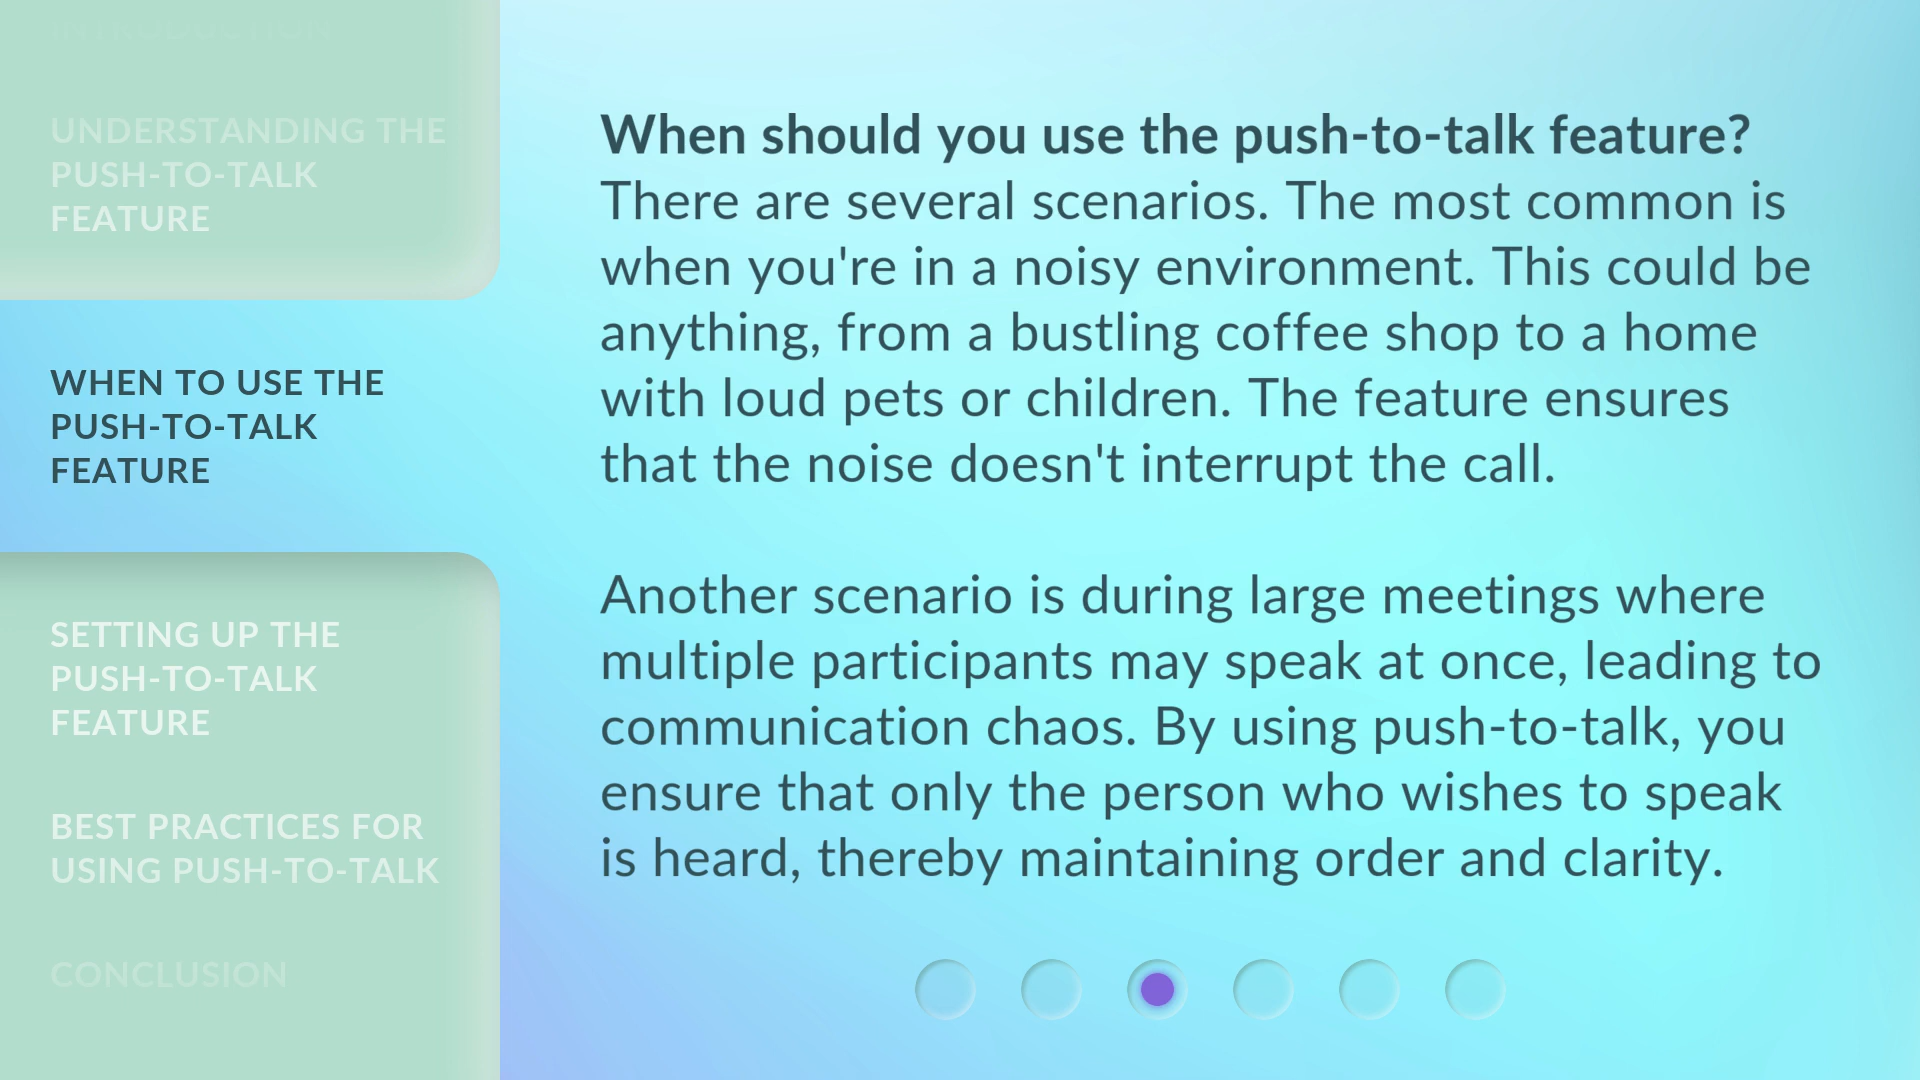 INTRODUCTION
UNDERSTANDING THE
PUSH-TO-TALK
FEATURE
WHEN TO USE THE
PUSH-TO-TALK
FEATURE
SETTING UP THE
PUSH-TO-TALK
FEATURE
BEST PRACTICES FOR
USING PUSH-TO-TALK
CONCLUSION
When should you use the push-to-talk feature?
There are several scenarios. The most common is
when you're in a noisy environment. This could be
anything, from a bustling coffee shop to a home
with loud pets or children. The feature ensures
that the noise doesn't interrupt the call.
Another scenario is during large meetings where
multiple participants may speak at once, leading to
communication chaos. By using push-to-talk, you
ensure that only the person who wishes to speak
is heard, thereby maintaining order and clarity.